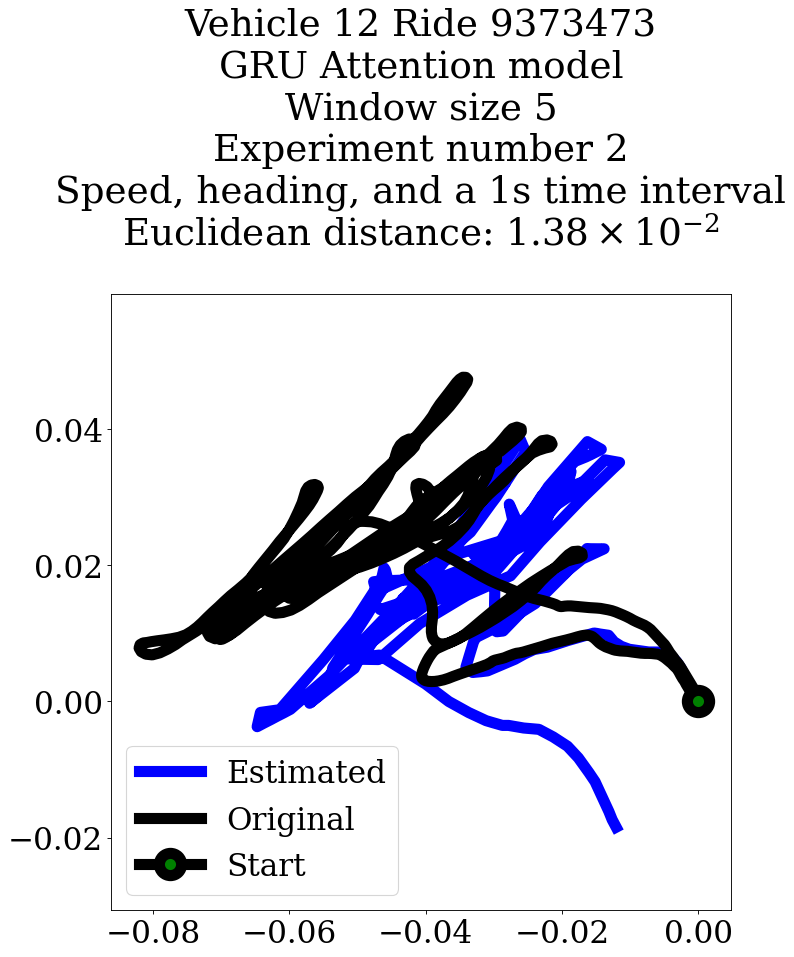 Vehicle 12 Ride 9373473
GRU Attention model
Window size 5
Experiment number 2
Speed, heading, and a 1s time interval
Euclidean distance: 1.38 × 10⁻²
0.04
0.02
0.00
−0.02
Estimated
Original
Start
−0.08 −0.06 −0.04 −0.02 0.00